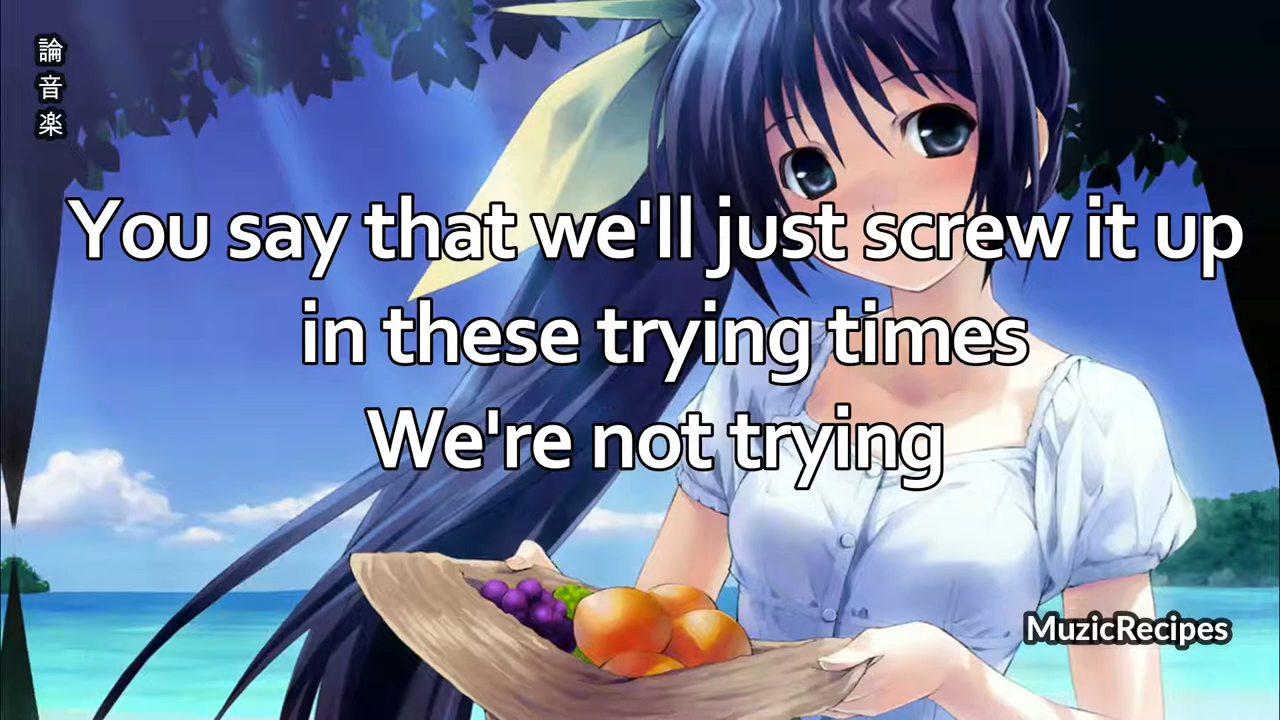 論
音
楽
You say that we'll just screw it up
in these trying times
We're not trying
MuzicRecipes